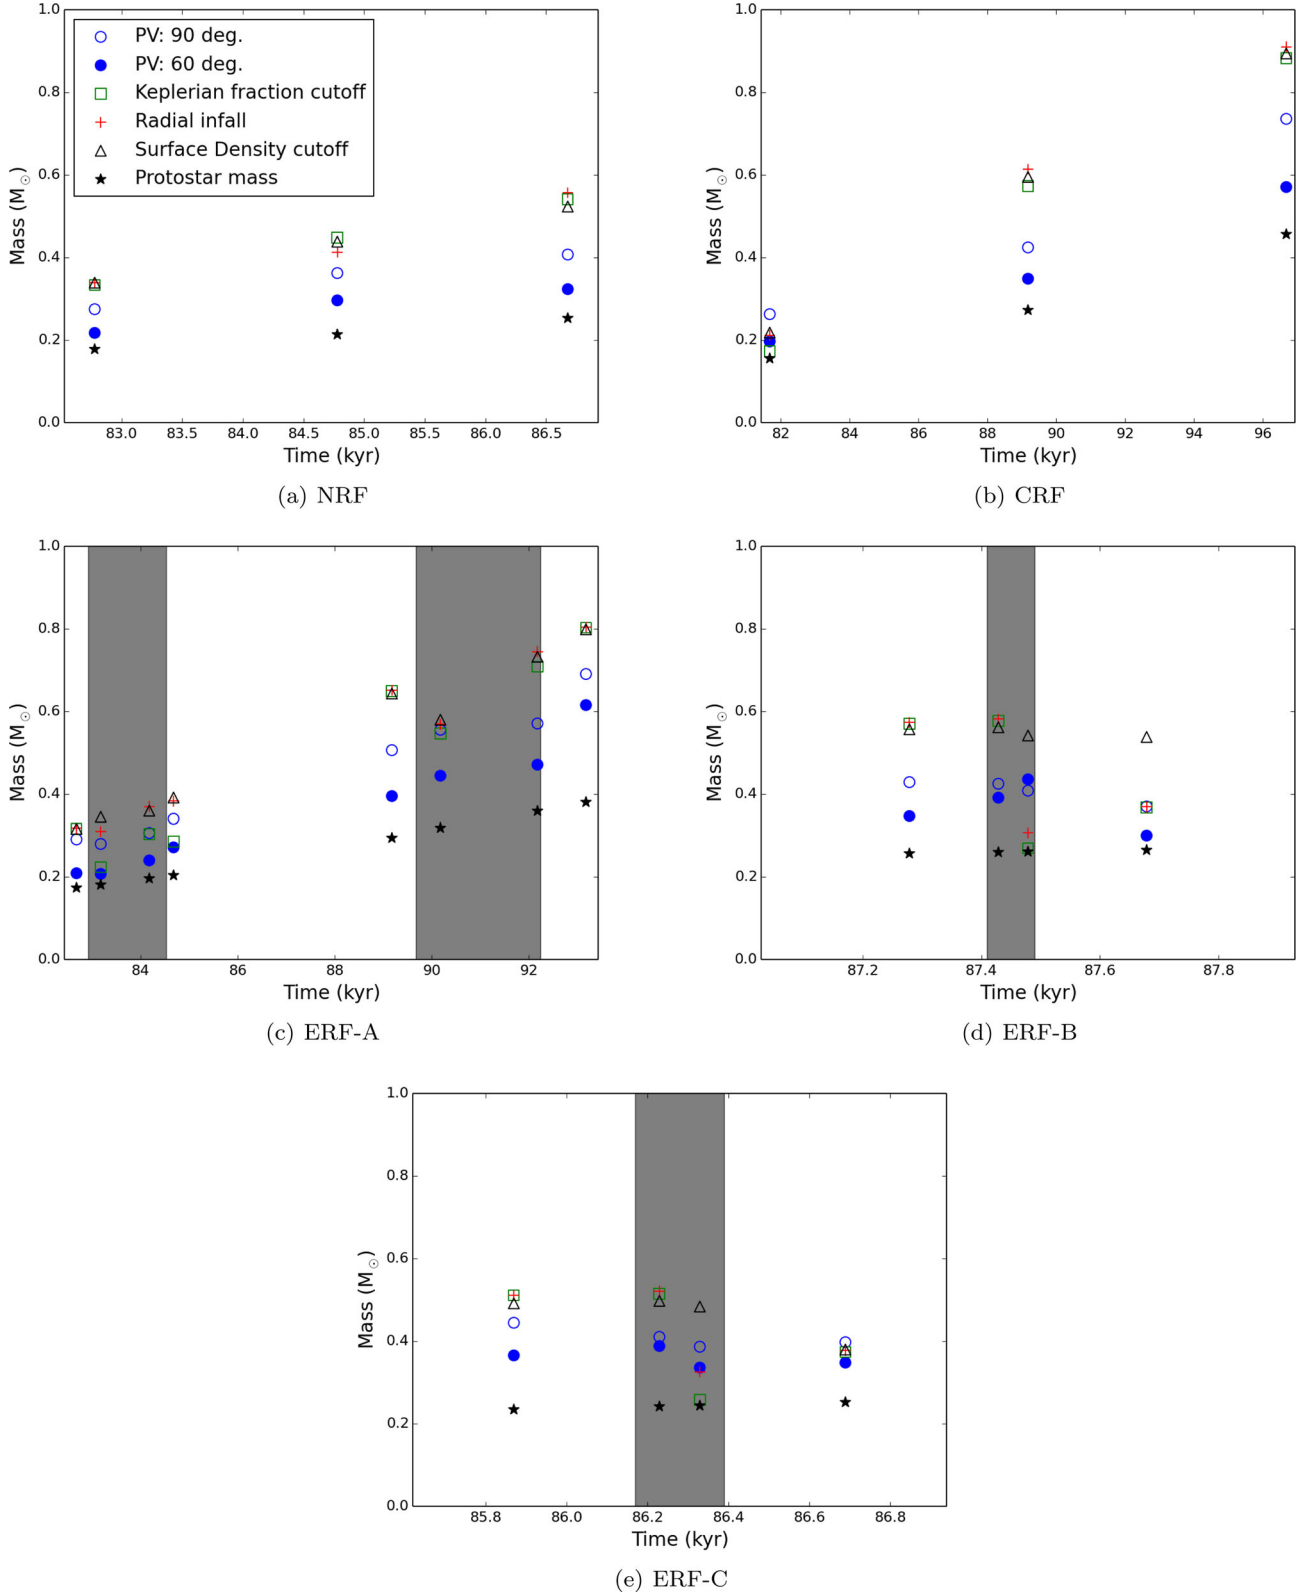 PV: 90 deg.
PV: 60 deg.
Keplerian fraction cutoff
Radial infall
Surface Density cutoff
Protostar mass
Mass (M☉)
1.0
0.8
0.6
0.4
0.2
0.0
83.0 83.5 84.0 84.5 85.0 85.5 86.0 86.5
Time (kyr)
(a) NRF
Mass (M☉)
1.0
0.8
0.6
0.4
0.2
0.0
82 84 86 88 90 92 94 96
Time (kyr)
(b) CRF
Mass (M☉)
1.0
0.8
0.6
0.4
0.2
0.0
84 86 88 90 92
Time (kyr)
(c) ERF-A
Mass (M☉)
1.0
0.8
0.6
0.4
0.2
0.0
87.2 87.4 87.6 87.8
Time (kyr)
(d) ERF-B
Mass (M☉)
1.0
0.8
0.6
0.4
0.2
0.0
85.8 86.0 86.2 86.4 86.6 86.8
Time (kyr)
(e) ERF-C